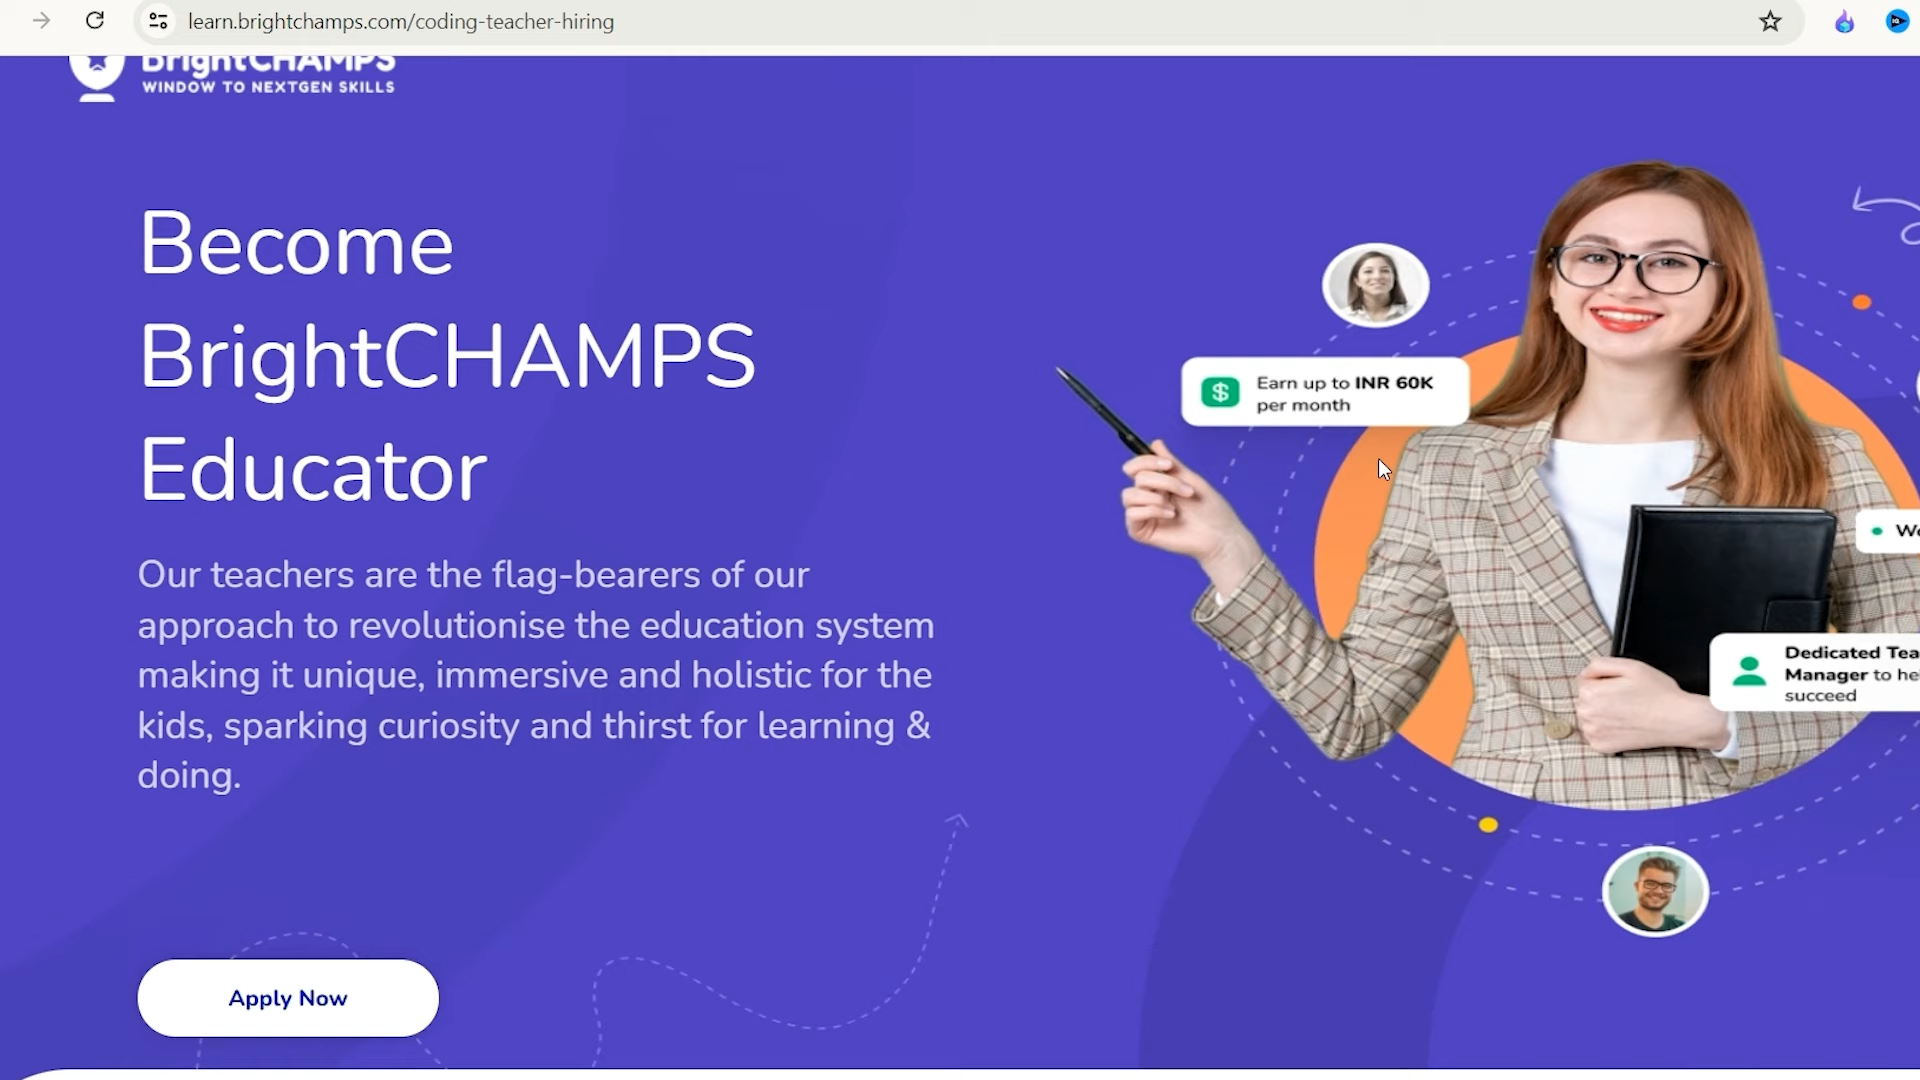 learn.brightchamps.com/coding-teacher-hiring
BrightCHAMPS
WINDOW TO NEXTGEN SKILLS
Become
BrightCHAMPS
Educator
Our teachers are the flag-bearers of our
approach to revolutionise the education system
making it unique, immersive and holistic for the
kids, sparking curiosity and thirst for learning &
doing.
Apply Now
Earn up to INR 60K
per month
Dedicated
Manager to
succeed